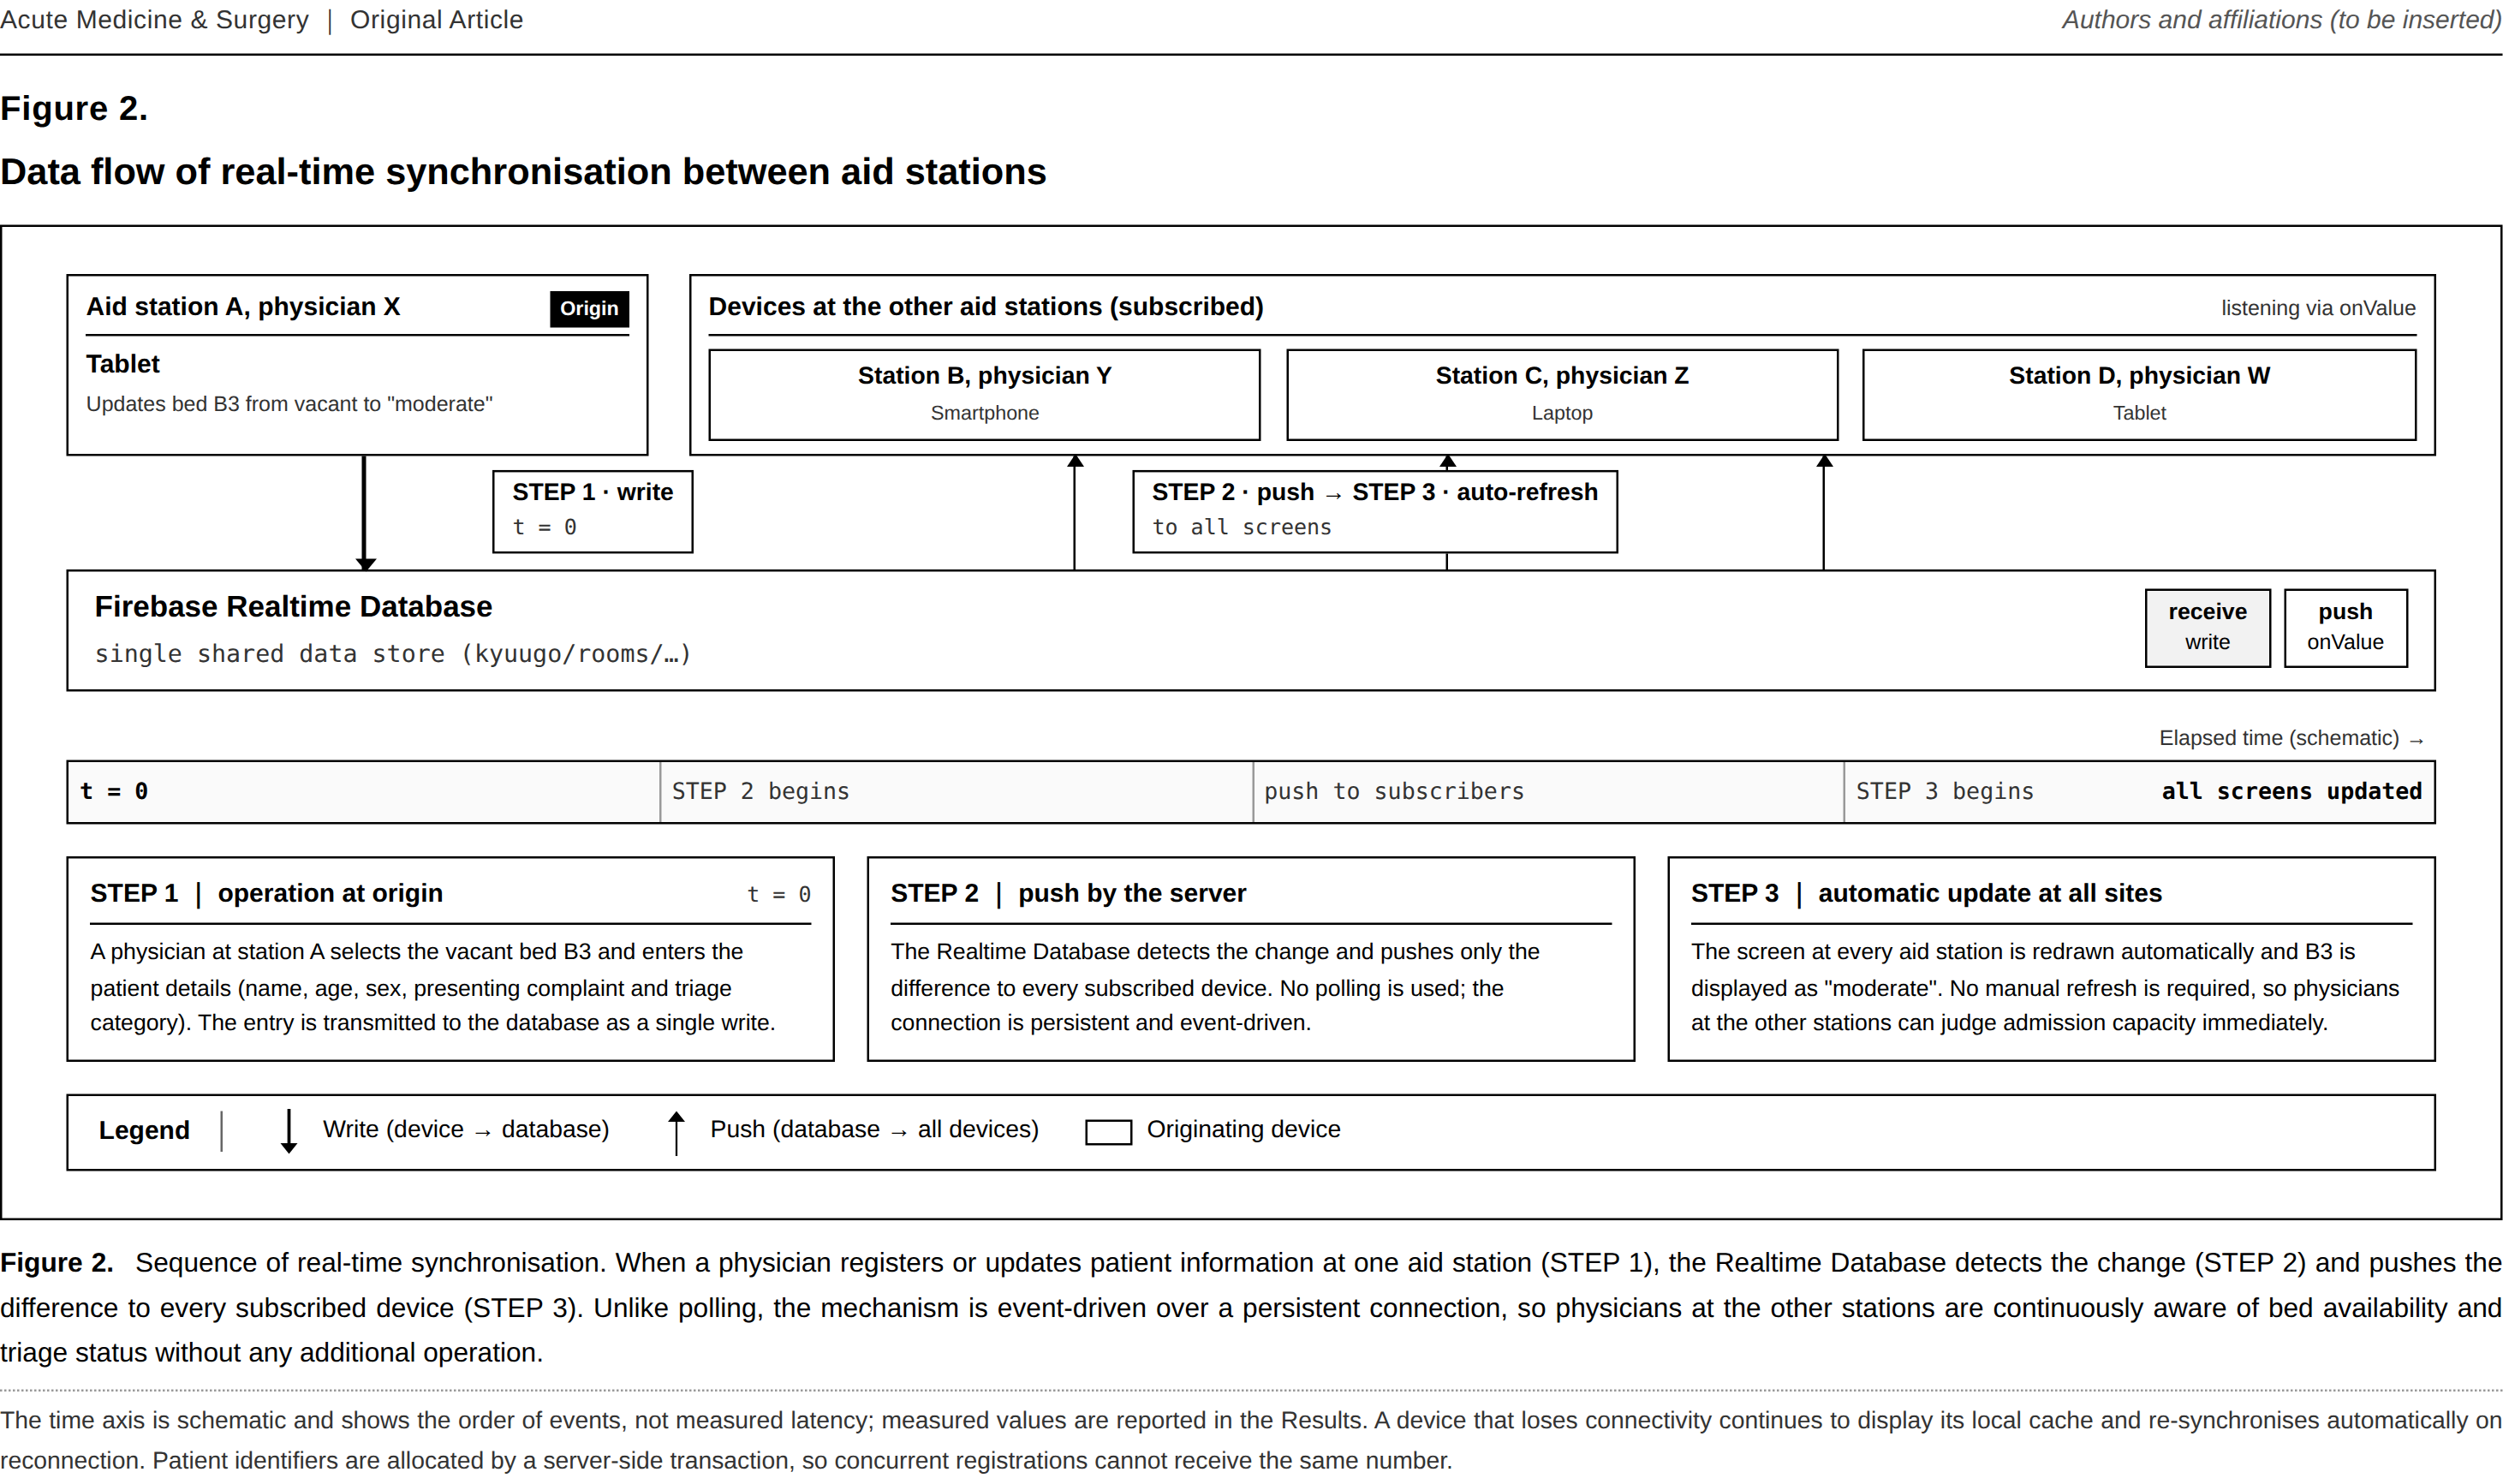 Acute Medicine & Surgery | Original Article
Authors and affiliations (to be inserted)
Figure 2.
Data flow of real-time synchronisation between aid stations
Aid station A, physician X
Origin
Tablet
Updates bed B3 from vacant to "moderate"
Devices at the other aid stations (subscribed)
listening via onValue
Station B, physician Y
Smartphone
Station C, physician Z
Laptop
Station D, physician W
Tablet
STEP 1 · write
t = 0
STEP 2 · push → STEP 3 · auto-refresh
to all screens
Firebase Realtime Database
single shared data store (kyuugo/rooms/…)
receive
write
push
onValue
Elapsed time (schematic) →
t = 0
STEP 2 begins
push to subscribers
STEP 3 begins
all screens updated
STEP 1 | operation at origin
t = 0
A physician at station A selects the vacant bed B3 and enters the
patient details (name, age, sex, presenting complaint and triage
category). The entry is transmitted to the database as a single write.
STEP 2 | push by the server
The Realtime Database detects the change and pushes only the
difference to every subscribed device. No polling is used; the
connection is persistent and event-driven.
STEP 3 | automatic update at all sites
The screen at every aid station is redrawn automatically and B3 is
displayed as "moderate". No manual refresh is required, so physicians
at the other stations can judge admission capacity immediately.
Legend
Write (device → database)
Push (database → all devices)
Originating device
Figure 2. Sequence of real-time synchronisation. When a physician registers or updates patient information at one aid station (STEP 1), the Realtime Database detects the change (STEP 2) and pushes the
difference to every subscribed device (STEP 3). Unlike polling, the mechanism is event-driven over a persistent connection, so physicians at the other stations are continuously aware of bed availability and
triage status without any additional operation.
The time axis is schematic and shows the order of events, not measured latency; measured values are reported in the Results. A device that loses connectivity continues to display its local cache and re-synchronises automatically on
reconnection. Patient identifiers are allocated by a server-side transaction, so concurrent registrations cannot receive the same number.